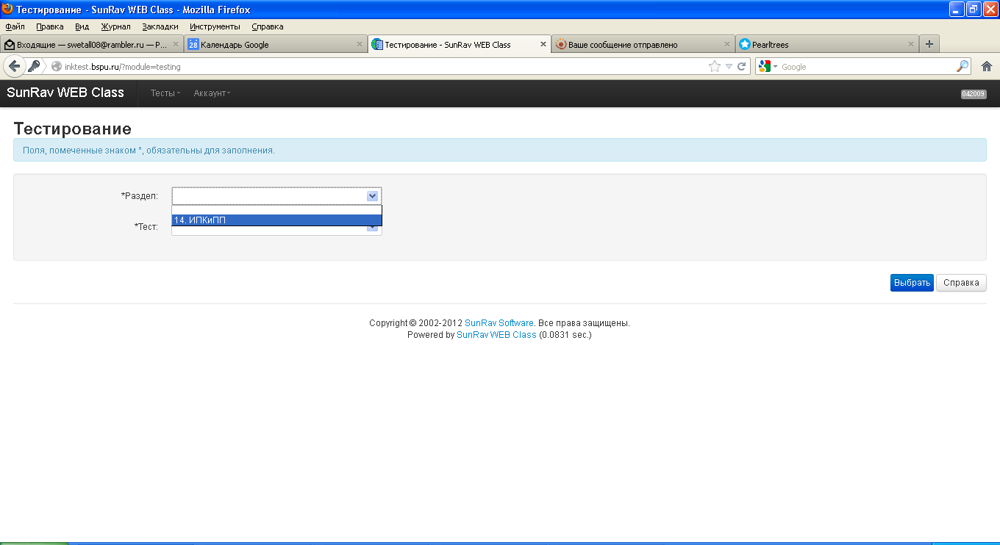 Тестирование - SunRav WEB Class - Mozilla Firefox
Файл Правка Вид Журнал Закладки Инструменты Справка
Входящие — swetall08@rambler.ru — Р... Календарь Google Тестирование - SunRav WEB Class Ваше сообщение отправлено Pearltrees
inktest.bspu.ru/?module=testing Google
SunRav WEB Class Тесты Аккаунт 042009
Тестирование
Поля, помеченные знаком *, обязательны для заполнения.
*Раздел:
14. ИПКиПП
*Тест:
Выбрать Справка
Copyright © 2002-2012 SunRav Software. Все права защищены.
Powered by SunRav WEB Class (0.0831 sec.)